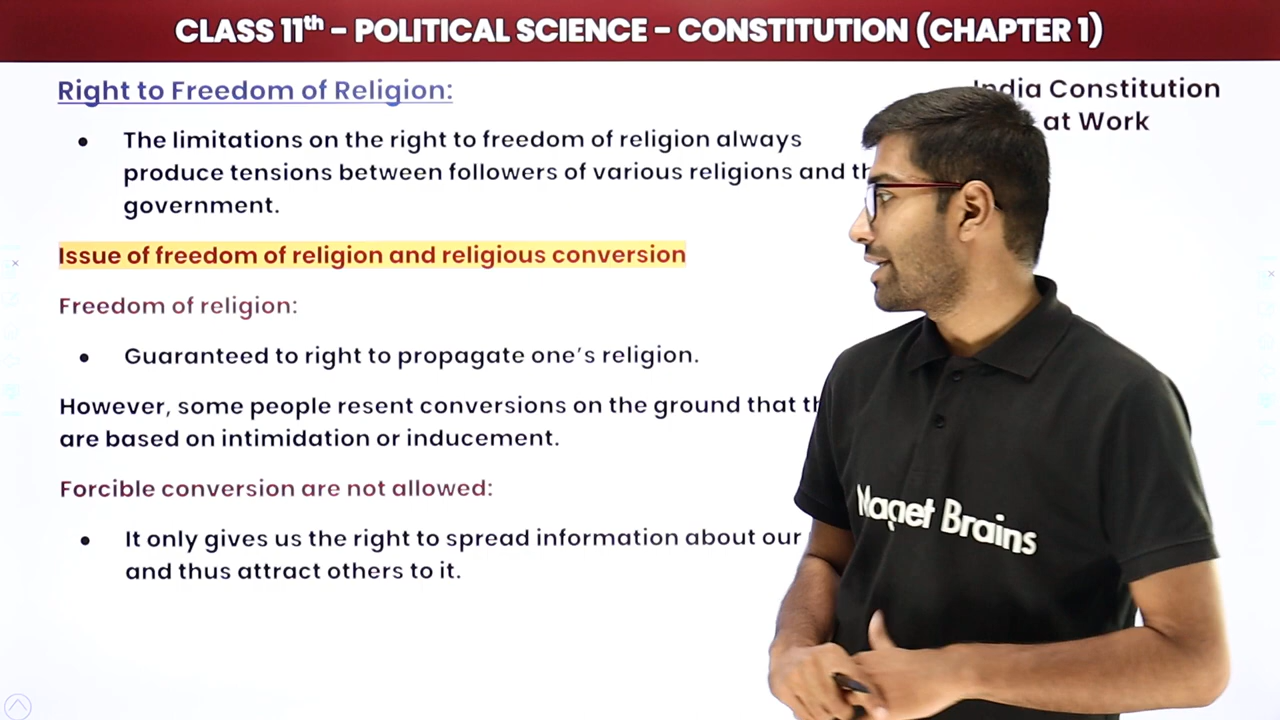 CLASS 11th - POLITICAL SCIENCE - CONSTITUTION (CHAPTER 1)
Right to Freedom of Religion:
India Constitution
at Work
• The limitations on the right to freedom of religion always
produce tensions between followers of various religions and
government.
Issue of freedom of religion and religious conversion
Freedom of religion:
• Guaranteed to right to propagate one’s religion.
However, some people resent conversions on the ground that
are based on intimidation or inducement.
Forcible conversion are not allowed:
• It only gives us the right to spread information about our
and thus attract others to it.
Magnet Brains